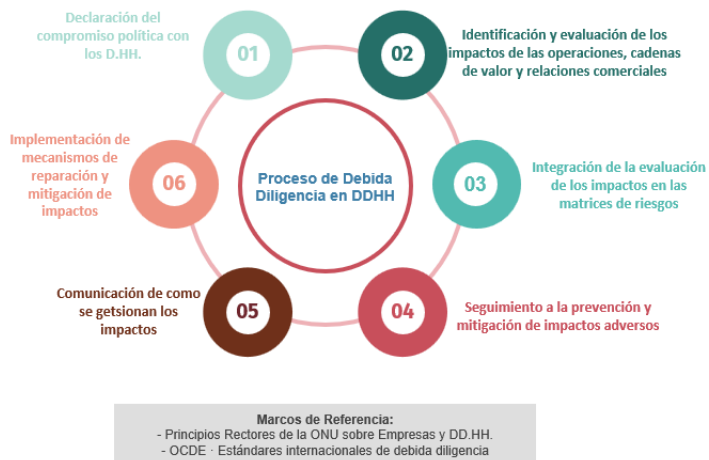 01
Declaración del
compromiso política con
los D.HH.
02
Identificación y evaluación de los
impactos de las operaciones, cadenas
de valor y relaciones comerciales
03
Integración de la evaluación
de los impactos en las
matrices de riesgos
04
Seguimiento a la prevención y
mitigación de impactos adversos
05
Comunicación de como
se getsionan los
impactos
06
Implementación de
mecanismos de
reparación y
mitigación de
impactos
Proceso de Debida
Diligencia en DDHH
Marcos de Referencia:
- Principios Rectores de la ONU sobre Empresas y DD.HH.
- OCDE · Estándares internacionales de debida diligencia